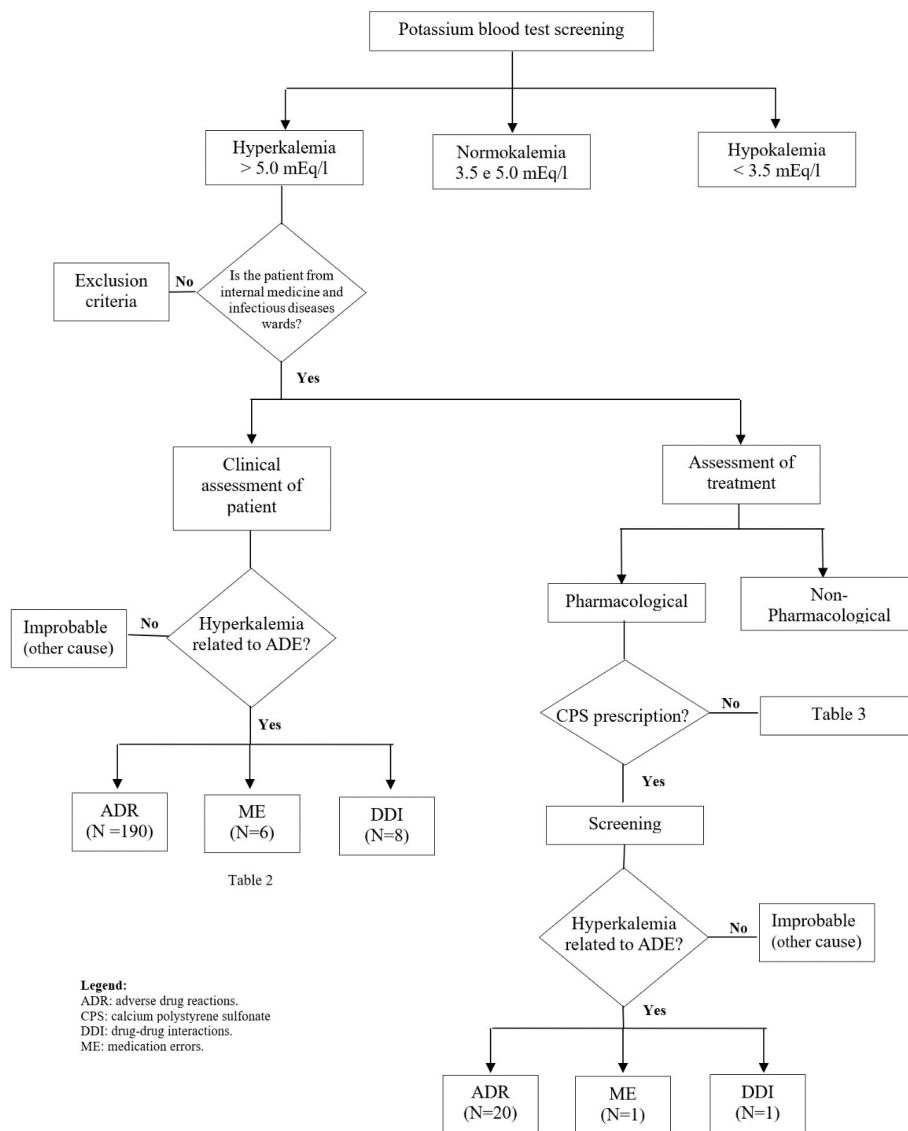 Potassium blood test screening
Hyperkalemia
> 5.0 mEq/l
Normokalemia
3.5 e 5.0 mEq/l
Hypokalemia
< 3.5 mEq/l
Exclusion
criteria
No
Is the patient from
internal medicine and
infectious diseases
wards?
Yes
Clinical
assessment of
patient
Assessment of
treatment
Pharmacological
Non-
Pharmacological
Improbable
(other cause)
No
Hyperkalemia
related to ADE?
Yes
CPS prescription?
No
Table 3
Yes
ADR
(N =190)
ME
(N=6)
DDI
(N=8)
Table 2
Screening
Hyperkalemia
related to ADE?
No
Improbable
(other cause)
Yes
ADR
(N=20)
ME
(N=1)
DDI
(N=1)
Legend:
ADR: adverse drug reactions.
CPS: calcium polystyrene sulfonate
DDI: drug-drug interactions.
ME: medication errors.